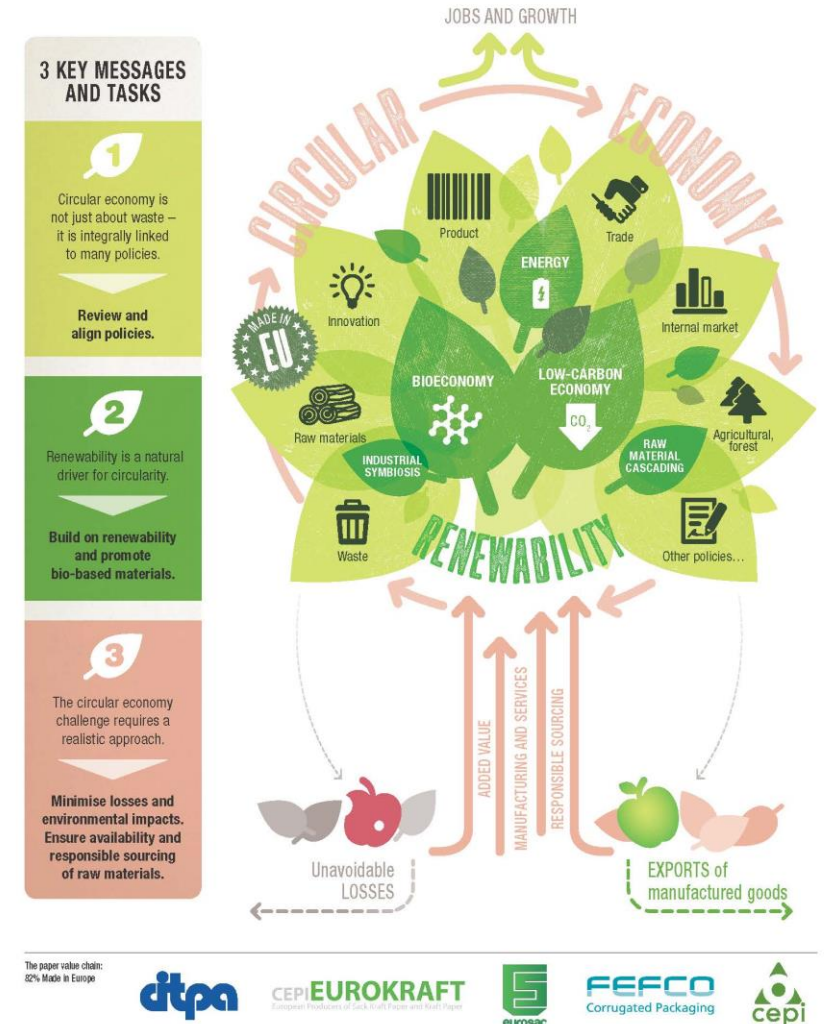 JOBS AND GROWTH
3 KEY MESSAGES
AND TASKS
1
Circular economy is
not just about waste –
it is integrally linked
to many policies.
Review and
align policies.
2
Renewability is a natural
driver for circularity.
Build on renewability
and promote
bio-based materials.
3
The circular economy
challenge requires a
realistic approach.
Minimise losses and
environmental impacts.
Ensure availability and
responsible sourcing
of raw materials.
CIRCULAR
ECONOMY
Product
Trade
ENERGY
Innovation
Internal market
MADE IN
EU
BIOECONOMY
LOW-CARBON
ECONOMY
CO₂
Raw materials
Agricultural,
forest
INDUSTRIAL
SYMBIOSIS
RAW
MATERIAL
CASCADING
Waste
Other policies...
RENEWABILITY
ADDED VALUE
MANUFACTURING AND SERVICES
RESPONSIBLE SOURCING
Unavoidable
LOSSES
EXPORTS of
manufactured goods
The paper value chain:
82% Made in Europe
citpa
CEPIEUROKRAFT
European Producers of Sack Kraft Paper and Kraft Paper
eurosac
FEFCO
Corrugated Packaging
cepi